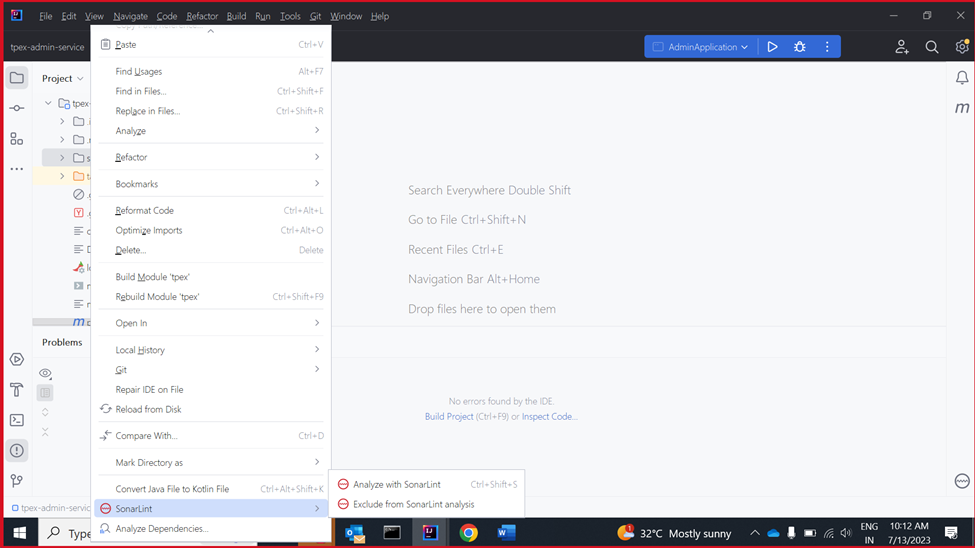 File Edit View Navigate Code Refactor Build Run Tools Git Window Help
tpex-admin-service
AdminApplication
Project
tpex-
Paste Ctrl+V
Find Usages Alt+F7
Find in Files... Ctrl+Shift+F
Replace in Files... Ctrl+Shift+R
Analyze
Refactor
Bookmarks
Reformat Code Ctrl+Alt+L
Optimize Imports Ctrl+Alt+O
Delete... Delete
Build Module 'tpex'
Rebuild Module 'tpex' Ctrl+Shift+F9
Open In
Local History
Git
Repair IDE on File
Reload from Disk
Compare With... Ctrl+D
Mark Directory as
Convert Java File to Kotlin File Ctrl+Alt+Shift+K
SonarLint
Analyze Dependencies...
Analyze with SonarLint Ctrl+Shift+S
Exclude from SonarLint analysis
Search Everywhere Double Shift
Go to File Ctrl+Shift+N
Recent Files Ctrl+E
Navigation Bar Alt+Home
Drop files here to open them
Problems
No errors found by the IDE.
Build Project (Ctrl+F9) or Inspect Code...
tpex-admin-servic
Type
32°C Mostly sunny
ENG
IN
10:12 AM
7/13/2023